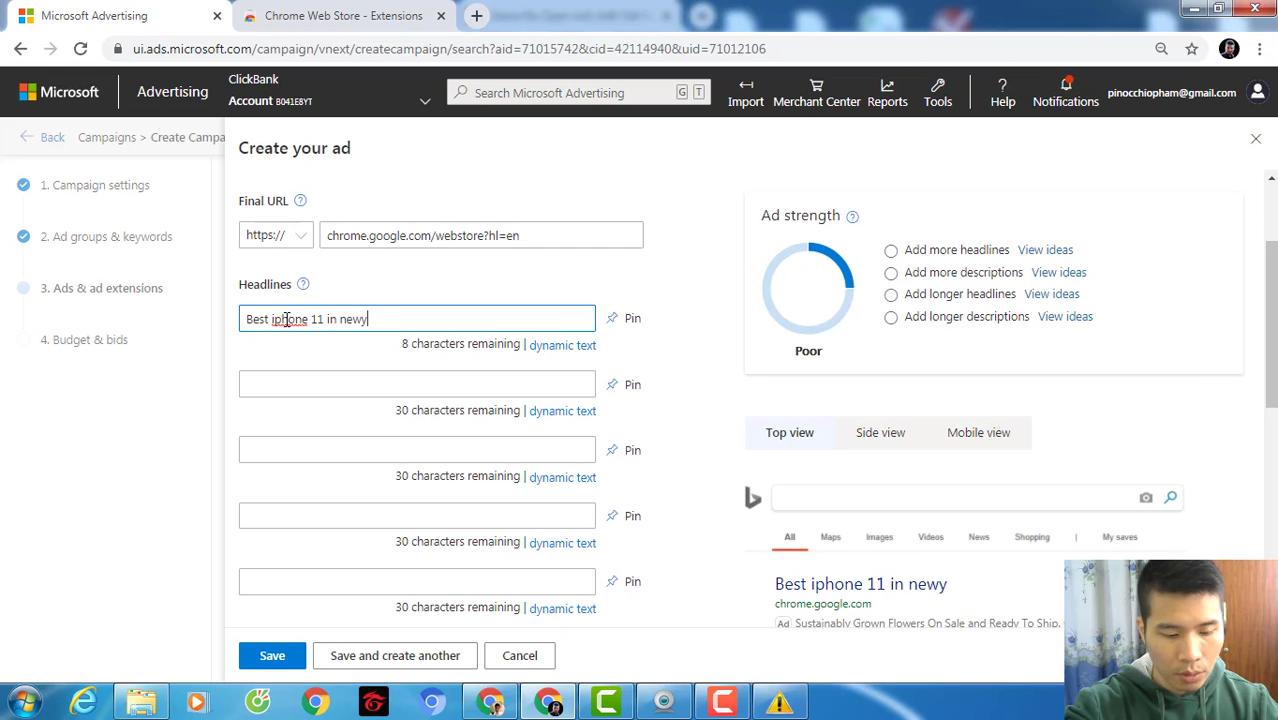 Microsoft Advertising
Chrome Web Store - Extensions
ui.ads.microsoft.com/campaign/vnext/createcampaign/search?aid=71015742&cid=42114940&uid=71012106
Microsoft
Advertising
ClickBank
Account B041E8YT
Search Microsoft Advertising
G
T
Import
Merchant Center
Reports
Tools
Help
Notifications
pinocchiopham@gmail.com
Back
Campaigns > Create Campa
Create your ad
1. Campaign settings
2. Ad groups & keywords
3. Ads & ad extensions
4. Budget & bids
Final URL
https://
chrome.google.com/webstore?hl=en
Headlines
Best iphone 11 in newy
Pin
8 characters remaining | dynamic text
Pin
30 characters remaining | dynamic text
Pin
30 characters remaining | dynamic text
Pin
30 characters remaining | dynamic text
Pin
30 characters remaining | dynamic text
Save
Save and create another
Cancel
Ad strength
Poor
Add more headlines View ideas
Add more descriptions View ideas
Add longer headlines View ideas
Add longer descriptions View ideas
Top view
Side view
Mobile view
All
Maps
Images
Videos
News
Shopping
|
My saves
Best iphone 11 in newy
chrome.google.com
Ad Sustainably Grown Flowers On Sale and Ready To Ship.